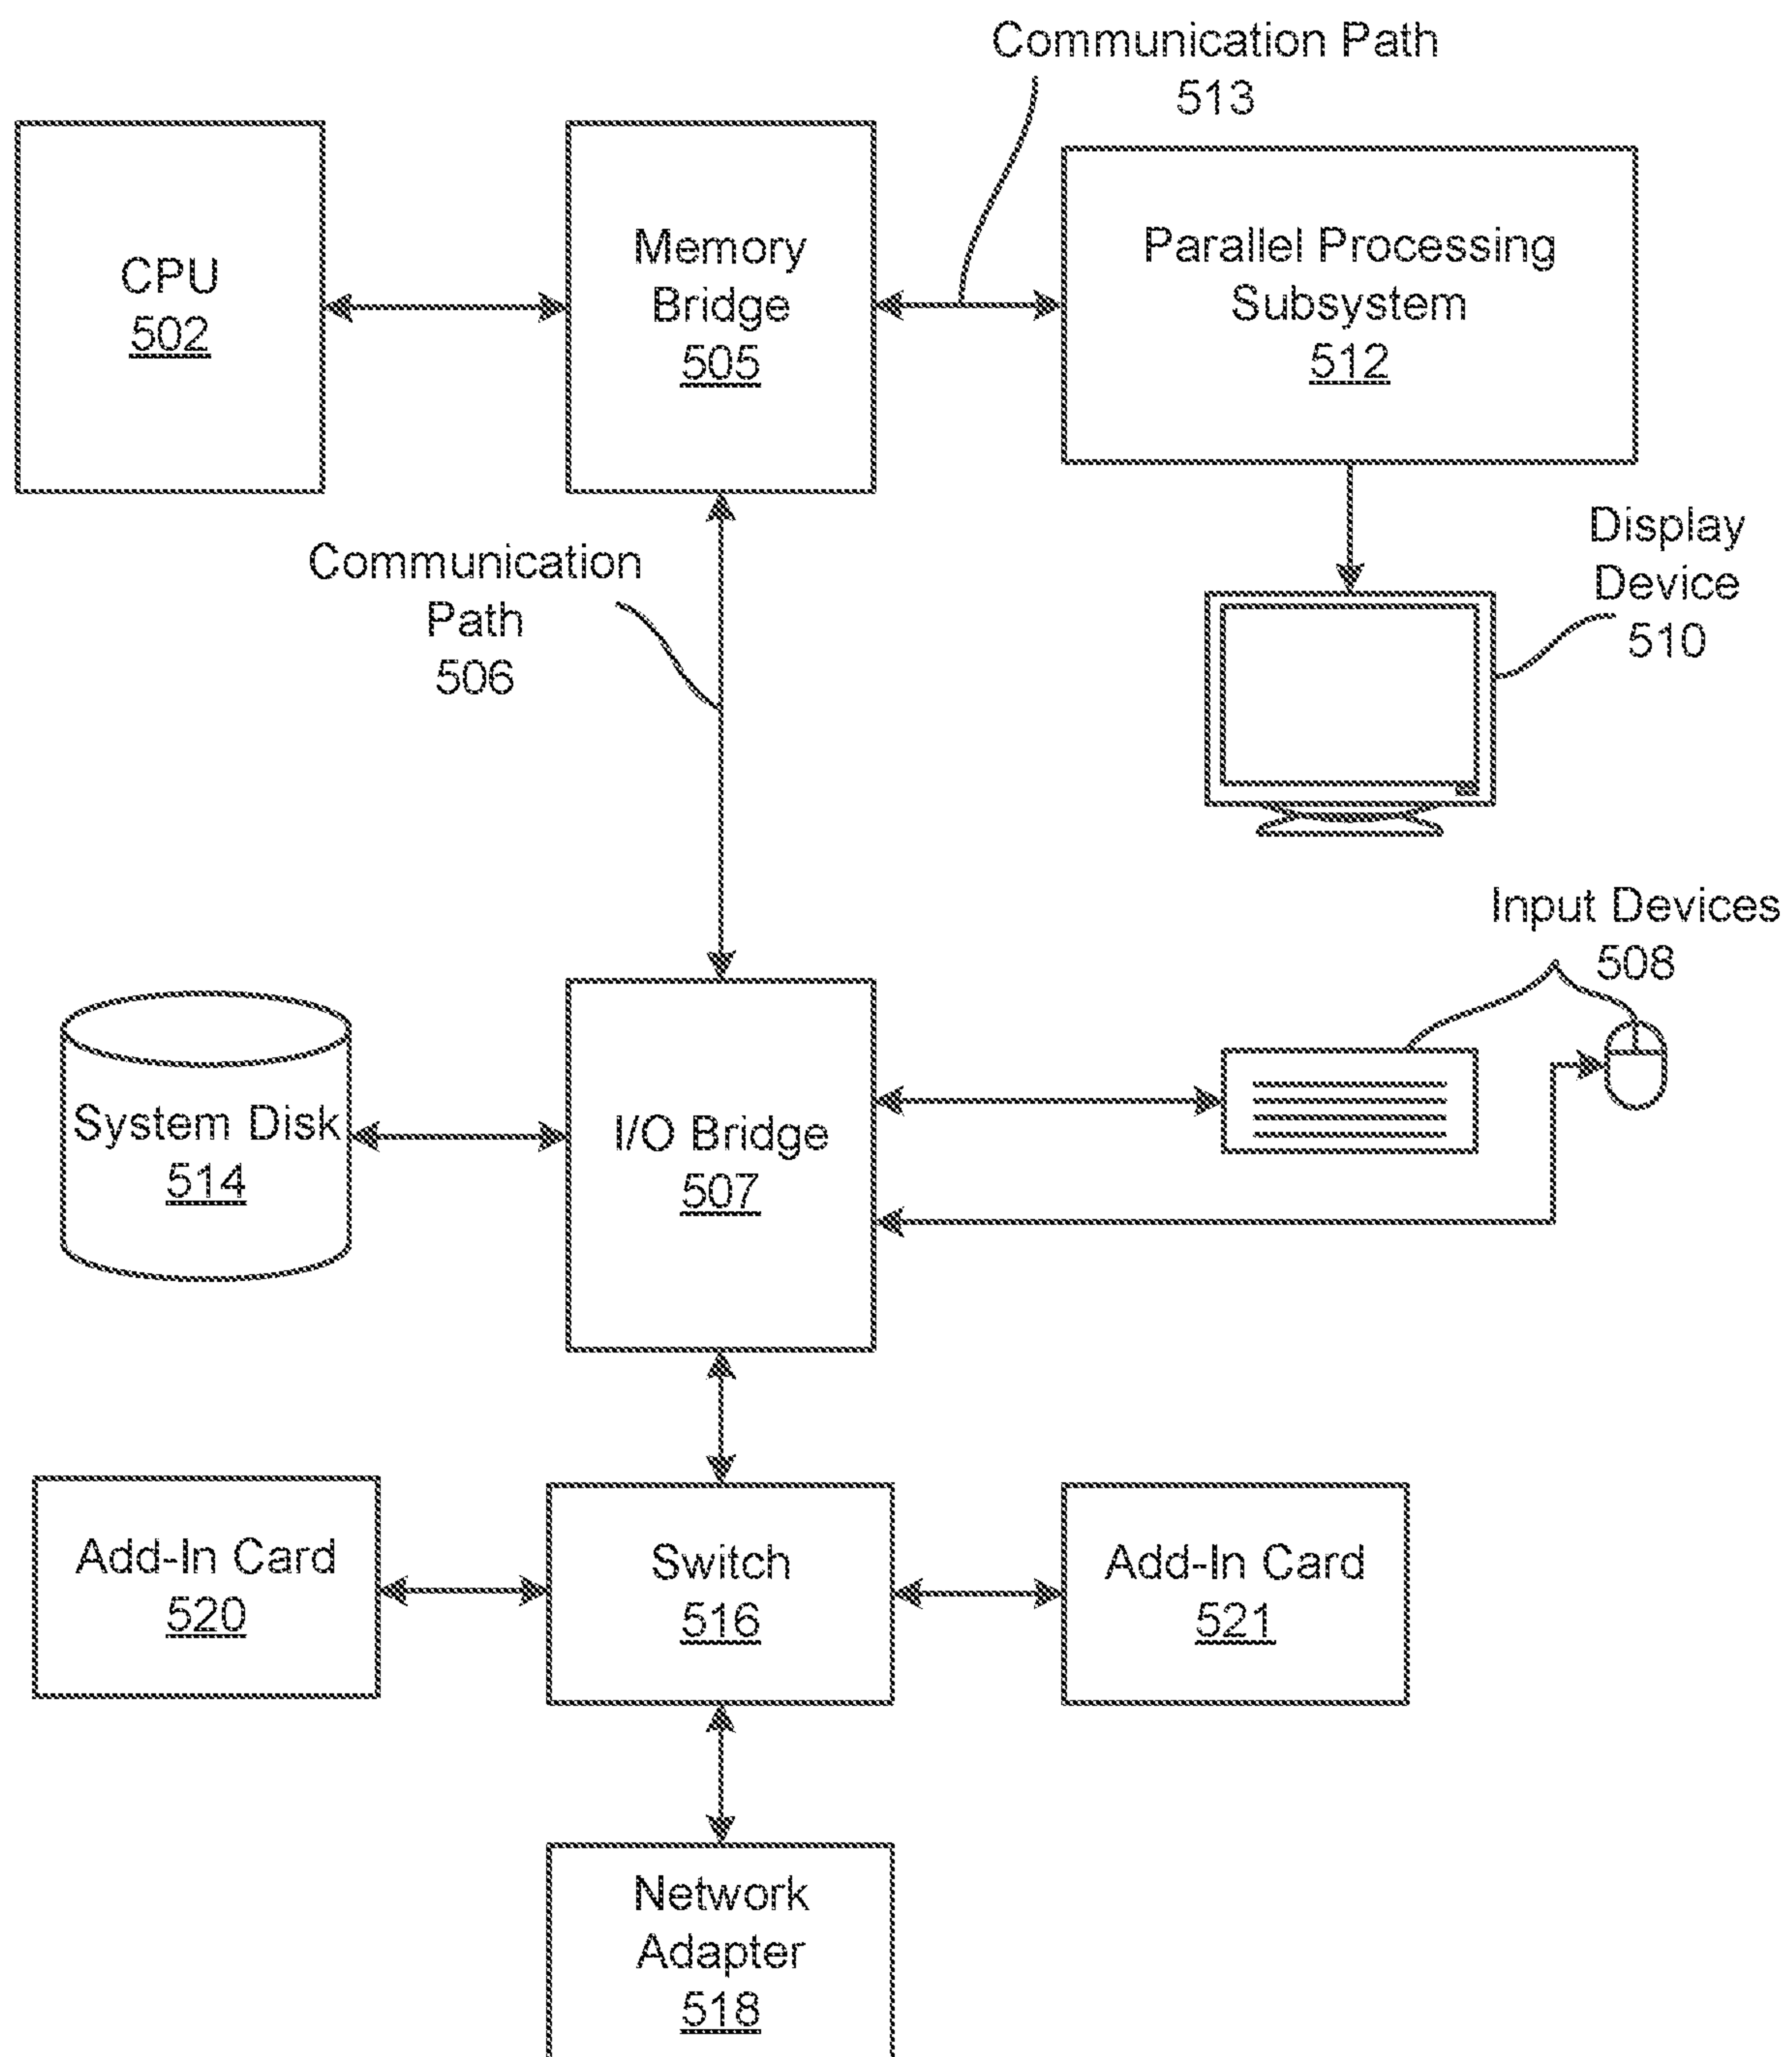 Communication Path
513
CPU
502
Memory
Bridge
505
Parallel Processing
Subsystem
512
Communication
Path
506
Display
Device
510
Input Devices
508
System Disk
514
I/O Bridge
507
Add-In Card
520
Switch
516
Add-In Card
521
Network
Adapter
518